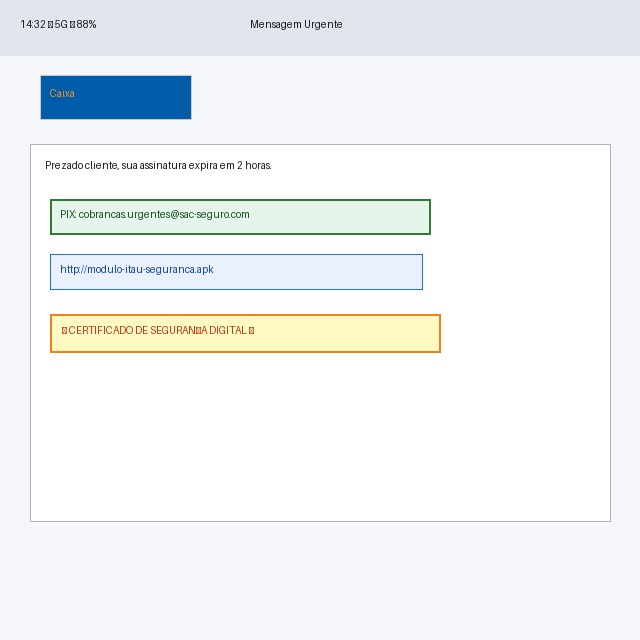 14:32 5G 88%
Mensagem Urgente
Caixa
Prezado cliente, sua assinatura expira em 2 horas.
PIX: cobrancas.urgentes@sac-seguro.com
http://modulo-itau-seguranca.apk
CERTIFICADO DE SEGURAN□A DIGITAL